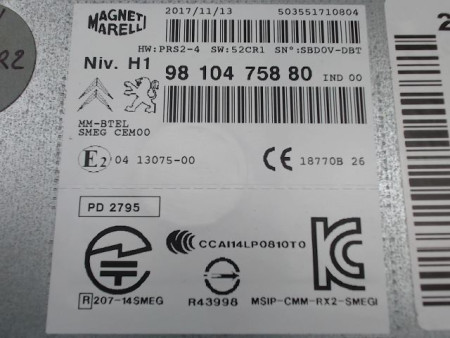 MAGNETI MARELLI
2017/11/13 503551710804
HW:PRS2-4 SW:52CR1 SN°:SBD0V-DBT
Niv. H1 98 104 758 80 IND 00
MM-BTEL
SMEG CEM00
E2 04 13075-00 CE 18770B 26
PD 2795
CCAI14LP0810T0
R 207-14SMEG
R43998
MSIP-CMM-RX2-SMEGI
R2
2